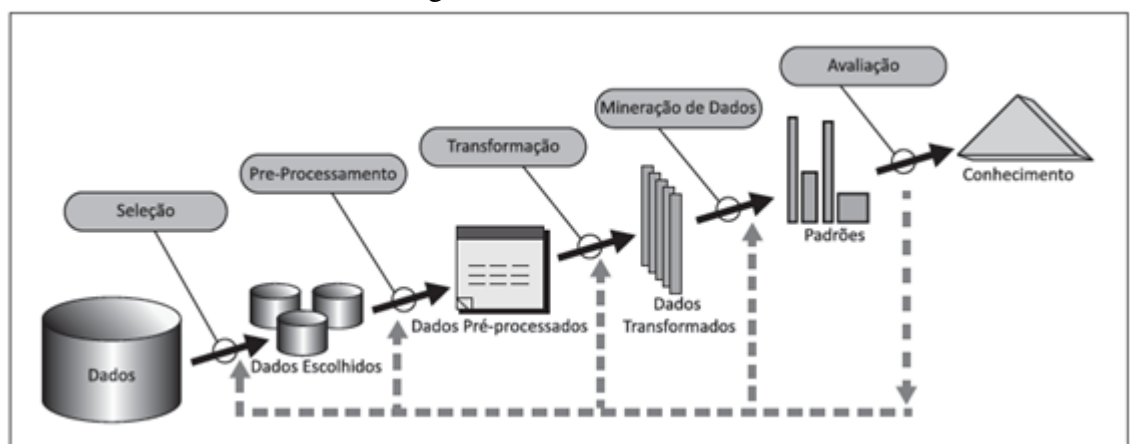 Avaliação
Mineração de Dados
Transformação
Pre-Processamento
Seleção
Dados
Dados Escolhidos
Dados Pré-processados
Dados
Transformados
Padrões
Conhecimento